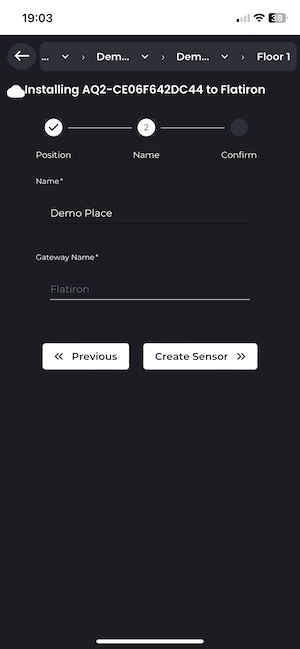 19:03
38
...
Dem...
Dem...
Floor 1
Installing AQ2-CE06F642DC44 to Flatiron
2
Position
Name
Confirm
Name*
Demo Place
Gateway Name*
Flatiron
Previous
Create Sensor